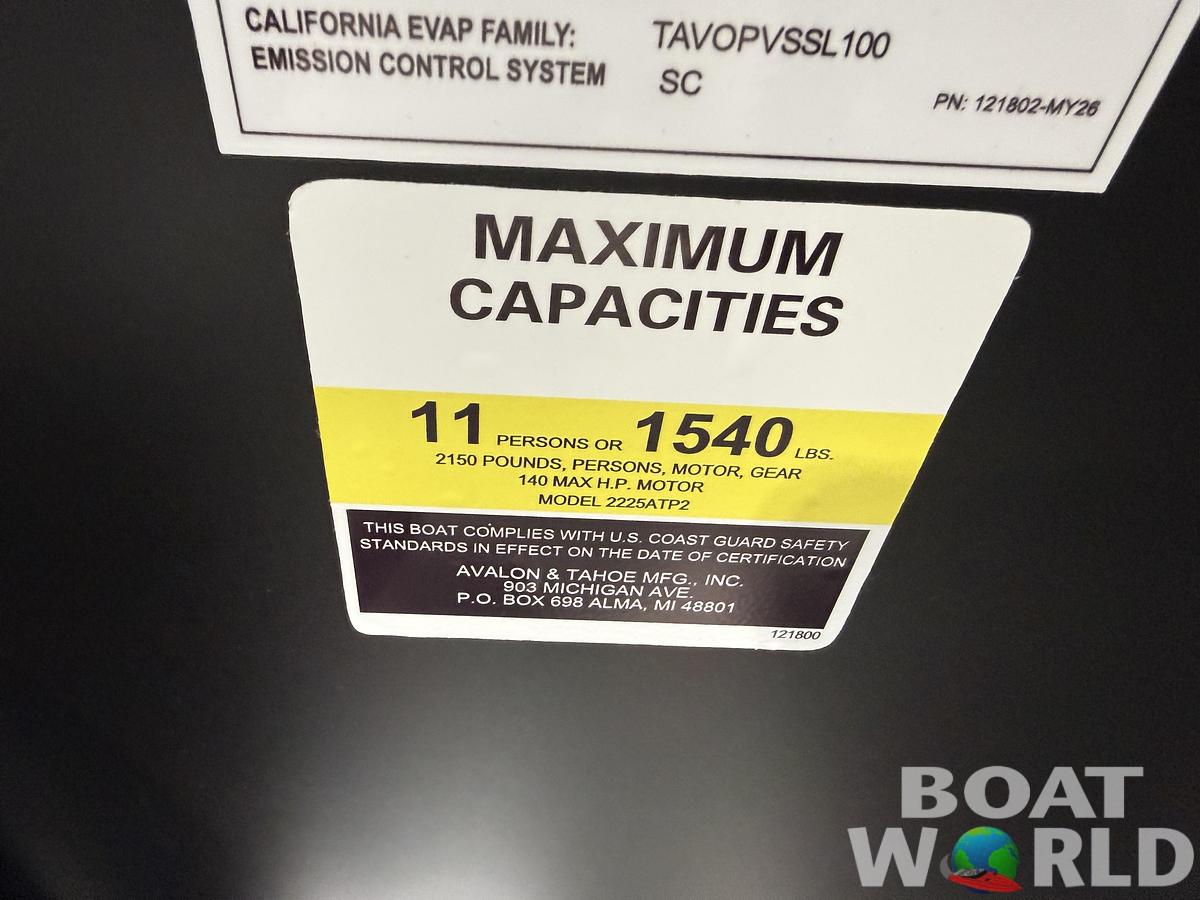 CALIFORNIA EVAP FAMILY: TAVOPVSSL100
EMISSION CONTROL SYSTEM SC
PN: 121802-MY26
MAXIMUM
CAPACITIES
11 PERSONS OR 1540 LBS.
2150 POUNDS, PERSONS, MOTOR, GEAR
140 MAX H.P. MOTOR
MODEL 2225ATP2
THIS BOAT COMPLIES WITH U.S. COAST GUARD SAFETY
STANDARDS IN EFFECT ON THE DATE OF CERTIFICATION
AVALON & TAHOE MFG., INC.
903 MICHIGAN AVE.
P.O. BOX 698 ALMA, MI 48801
121800
BOAT
WORLD